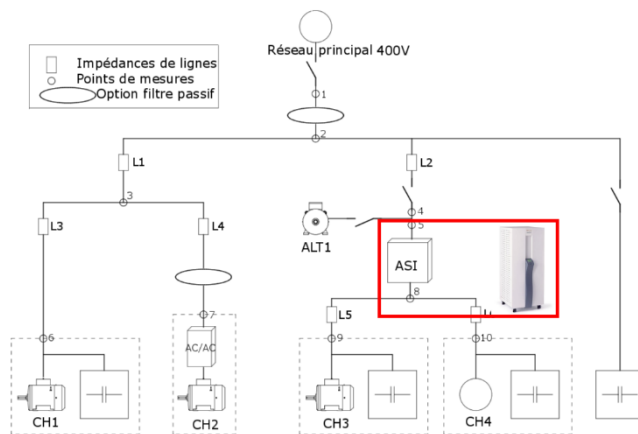 Réseau principal 400V
Impédances de lignes
Points de mesures
Option filtre passif
1
2
L1
L2
3
4
5
L3
L4
ALT1
ASI
8
7
L5
6
9
10
AC/AC
CH1
CH2
CH3
CH4